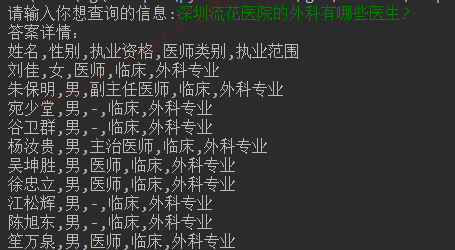 请输入你想查询的信息:深圳流花医院的外科有哪些医生?
答案详情:
姓名,性别,执业资格,医师类别,执业范围
刘佳,女,医师,临床,外科专业
朱保明,男,副主任医师,临床,外科专业
宛少堂,男,-,临床,外科专业
谷卫群,男,-,临床,外科专业
杨汝贵,男,主治医师,临床,外科专业
吴坤胜,男,医师,临床,外科专业
徐忠立,男,医师,临床,外科专业
江松辉,男,-,临床,外科专业
陈旭东,男,-,临床,外科专业
笙万泉,男,医师,临床,外科专业